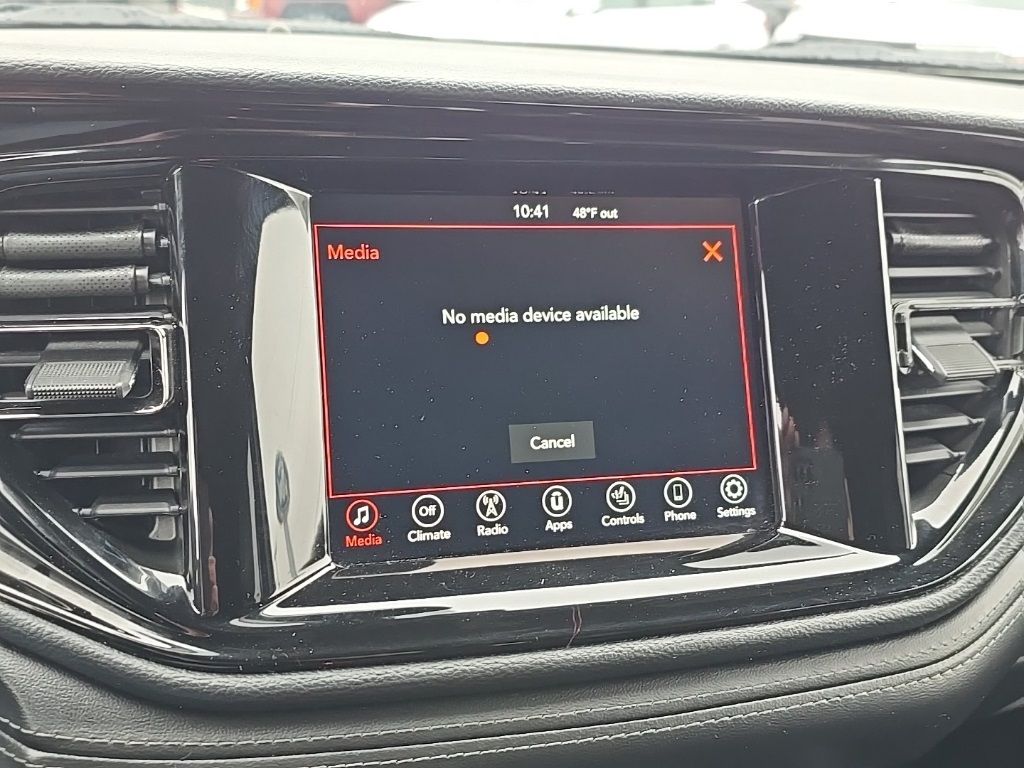 10:41 48°F out
Media
No media device available
Cancel
Media Off Climate Radio Apps Controls Phone Settings